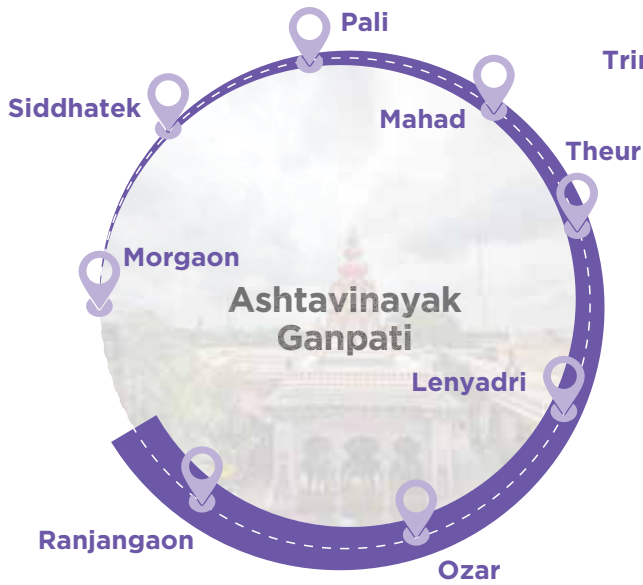 Pali
Siddhatek
Mahad
Theur
Morgaon
Ashtavinayak
Ganpati
Lenyadri
Ranjangaon
Ozar